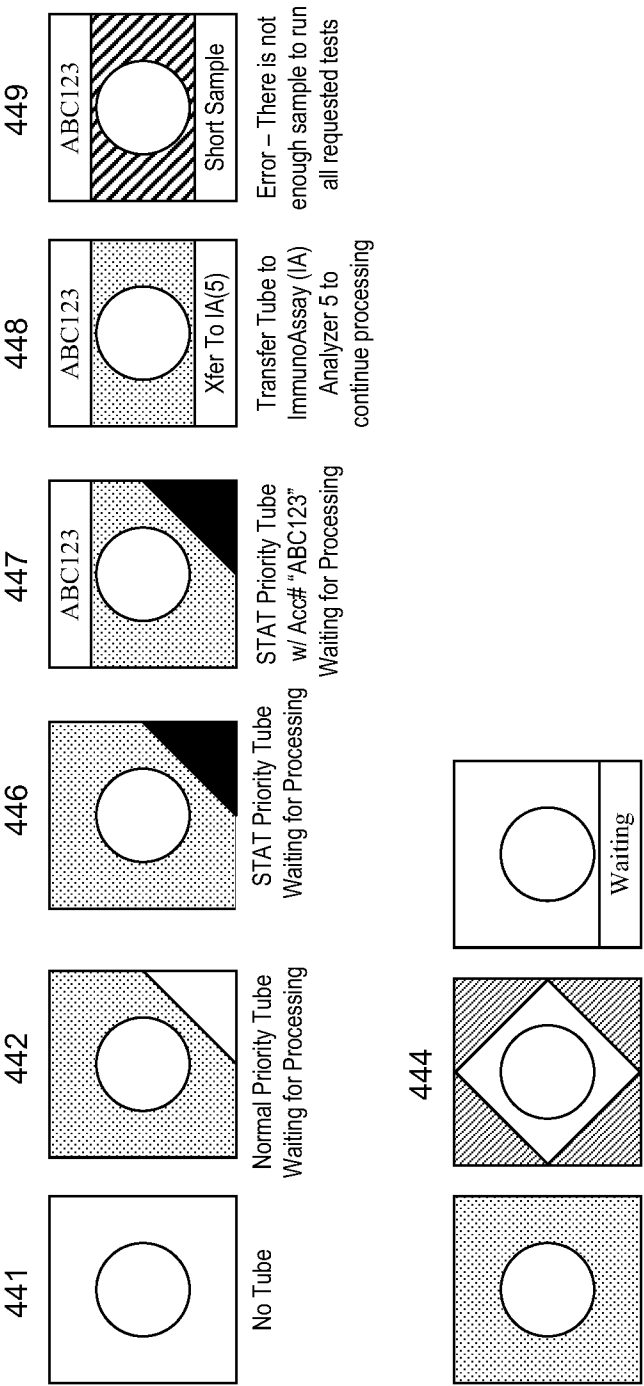 441
No Tube
442
Normal Priority Tube
Waiting for Processing
446
STAT Priority Tube
Waiting for Processing
447
ABC123
STAT Priority Tube
w/ Acc# “ABC123”
Waiting for Processing
448
ABC123
Xfer To IA(5)
Transfer Tube to
ImmunoAssay (IA)
Analyzer 5 to
continue processing
449
ABC123
Short Sample
Error – There is not
enough sample to run
all requested tests
444
Waiting